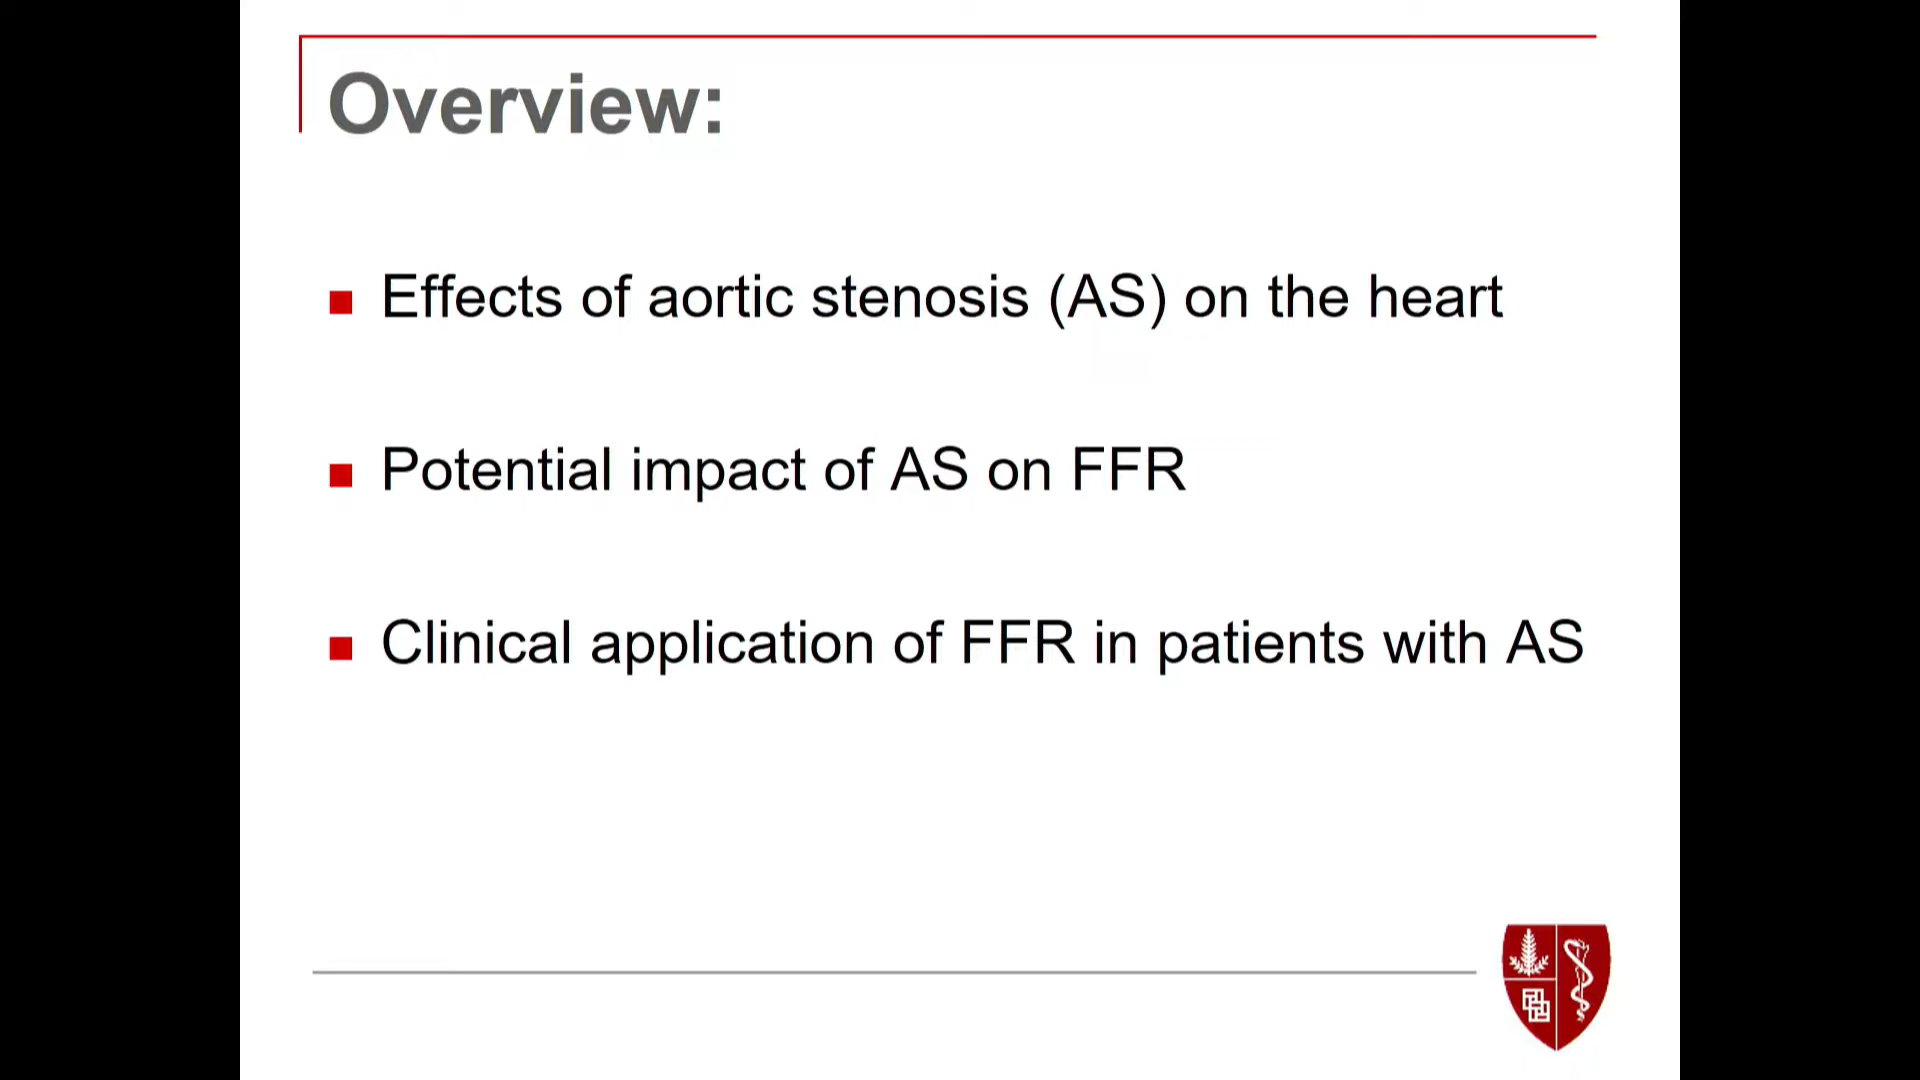 Overview:
Effects of aortic stenosis (AS) on the heart
Potential impact of AS on FFR
Clinical application of FFR in patients with AS